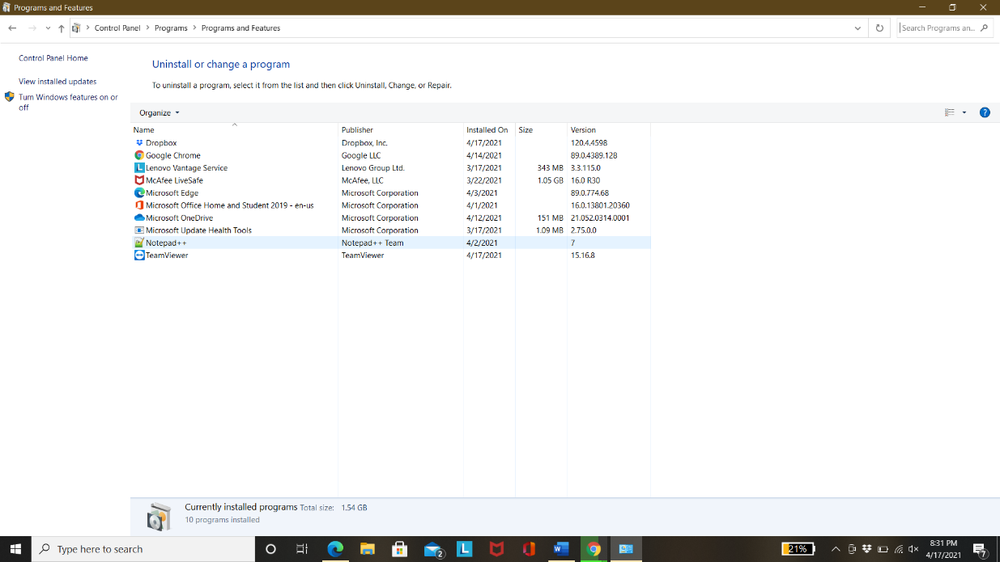 Programs and Features
Control Panel > Programs > Programs and Features
Search Programs an...
Control Panel Home
View installed updates
Turn Windows features on or
off
Uninstall or change a program
To uninstall a program, select it from the list and then click Uninstall, Change, or Repair.
Organize
Name Publisher Installed On Size Version
Dropbox Dropbox, Inc. 4/17/2021 120.4.4598
Google Chrome Google LLC 4/14/2021 89.0.4389.128
Lenovo Vantage Service Lenovo Group Ltd. 3/17/2021 343 MB 3.3.115.0
McAfee LiveSafe McAfee, LLC 3/22/2021 1.05 GB 16.0 R30
Microsoft Edge Microsoft Corporation 4/3/2021 89.0.774.68
Microsoft Office Home and Student 2019 - en-us Microsoft Corporation 4/1/2021 16.0.13801.20360
Microsoft OneDrive Microsoft Corporation 4/12/2021 151 MB 21.052.0314.0001
Microsoft Update Health Tools Microsoft Corporation 3/17/2021 1.09 MB 2.75.0.0
Notepad++ Notepad++ Team 4/2/2021 7
TeamViewer TeamViewer 4/17/2021 15.16.8
Currently installed programs Total size: 1.54 GB
10 programs installed
Type here to search
2
L
W
21%
8:31 PM
4/17/2021
7